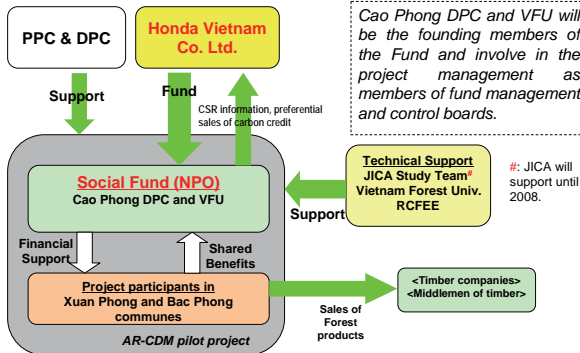 PPC & DPC
Honda Vietnam
Co. Ltd.
Cao Phong DPC and VFU will
be the founding members of
the Fund and involve in the
project management as
members of fund management
and control boards.
Support
Fund
CSR information, preferential
sales of carbon credit
Social Fund (NPO)
Cao Phong DPC and VFU
Technical Support
JICA Study Team#
Vietnam Forest Univ.
RCFEE
#: JICA will
support until
2008.
Support
Financial
Support
Shared
Benefits
Project participants in
Xuan Phong and Bac Phong
communes
<Timber companies>
<Middlemen of timber>
Sales of
Forest
products
AR-CDM pilot project